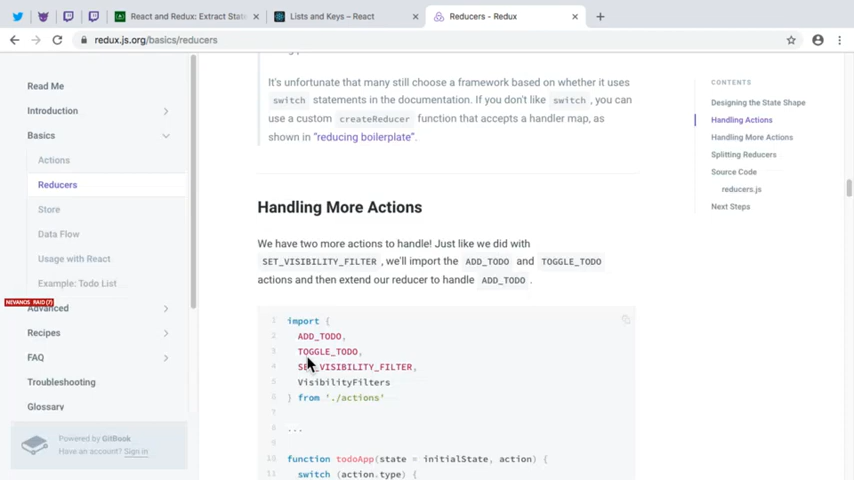 React and Redux: Extract Stat
Lists and Keys – React
Reducers - Redux
redux.js.org/basics/reducers
Read Me
Introduction
Basics
Actions
Reducers
Store
Data Flow
Usage with React
Example: Todo List
NEVANOS RAID (7)
Advanced
Recipes
FAQ
Troubleshooting
Glossary
Powered by GitBook
Have an account? Sign in
It's unfortunate that many still choose a framework based on whether it uses
switch statements in the documentation. If you don't like switch , you can
use a custom createReducer function that accepts a handler map, as
shown in "reducing boilerplate".
Handling More Actions
We have two more actions to handle! Just like we did with
SET_VISIBILITY_FILTER , we'll import the ADD_TODO and TOGGLE_TODO
actions and then extend our reducer to handle ADD_TODO .
1 import {
2 ADD_TODO,
3 TOGGLE_TODO,
4 SET_VISIBILITY_FILTER,
5 VisibilityFilters
6 } from './actions'
7
8 ...
9
10 function todoApp(state = initialState, action) {
11 switch (action.type) {
CONTENTS
Designing the State Shape
Handling Actions
Handling More Actions
Splitting Reducers
Source Code
reducers.js
Next Steps